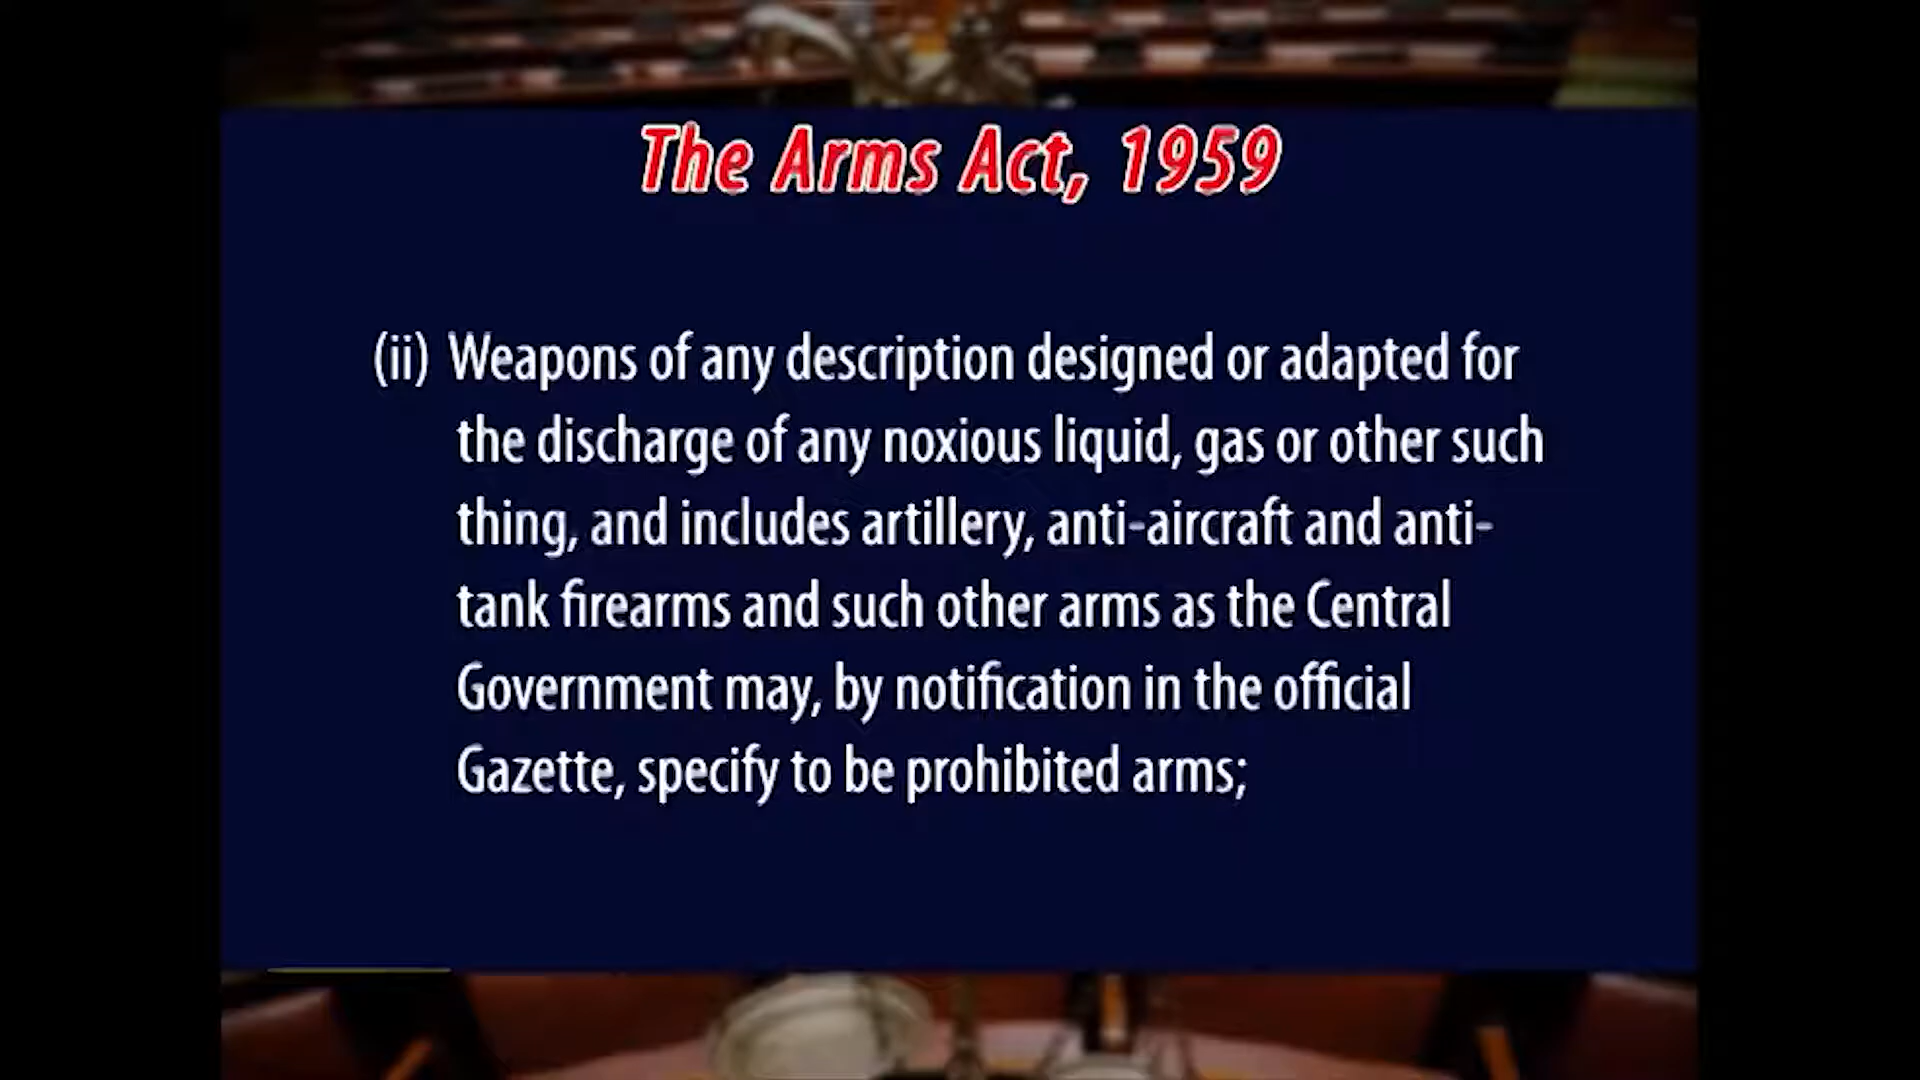 The Arms Act, 1959
(ii) Weapons of any description designed or adapted for
the discharge of any noxious liquid, gas or other such
thing, and includes artillery, anti-aircraft and anti-
tank firearms and such other arms as the Central
Government may, by notification in the official
Gazette, specify to be prohibited arms;